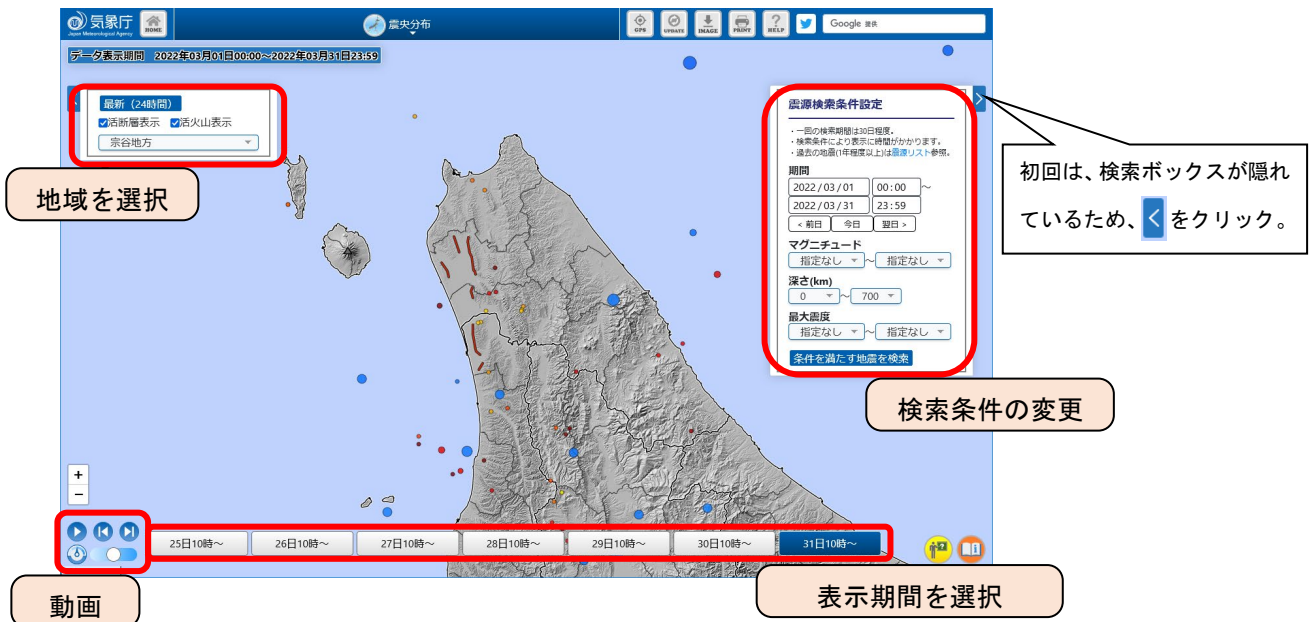 気象庁
Japan Meteorological Agency
HOME
震央分布
GPS
UPDATE
IMAGE
PRINT
HELP
Google 提供
データ表示期間 2022年03月01日00:00～2022年03月31日23:59
最新（24時間）
活断層表示 活火山表示
宗谷地方
地域を選択
震源検索条件設定
・一回の検索期間は30日程度。
・検索条件により表示に時間がかかります。
・過去の地震(1年程度以上)は震源リスト参照。
期間
2022/03/01 00:00 ～
2022/03/31 23:59
< 前日 今日 翌日 >
マグニチュード
指定なし ～ 指定なし
深さ(km)
0 ～ 700
最大震度
指定なし ～ 指定なし
条件を満たす地震を検索
検索条件の変更
初回は、検索ボックスが隠れ
ているため、<をクリック。
+
−
25日10時～ 26日10時～ 27日10時～ 28日10時～ 29日10時～ 30日10時～ 31日10時～
動画
表示期間を選択